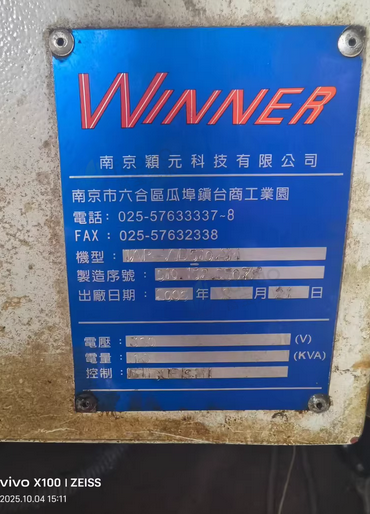 WINNER
南京穎元科技有限公司
南京市六合區瓜埠鎮台商工業園
電話: 025-57633337~8
FAX : 025-57632338
機型:
製造序號:
出廠日期: 年 月 日
電壓: (V)
電量: (KVA)
控制:
vivo X100 | ZEISS
2025.10.04 15:11